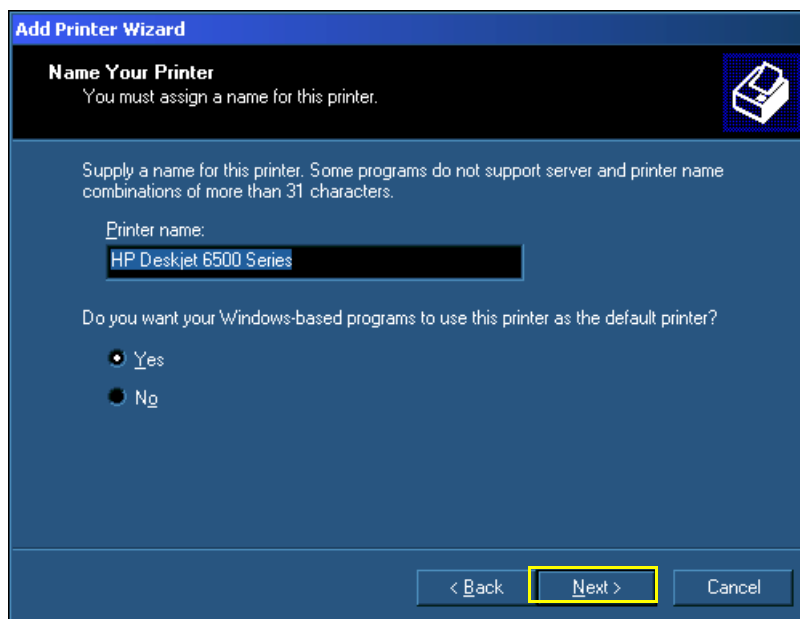 Add Printer Wizard
Name Your Printer
You must assign a name for this printer.
Supply a name for this printer. Some programs do not support server and printer name
combinations of more than 31 characters.
Printer name:
HP Deskjet 6500 Series
Do you want your Windows-based programs to use this printer as the default printer?
Yes
No
< Back Next > Cancel